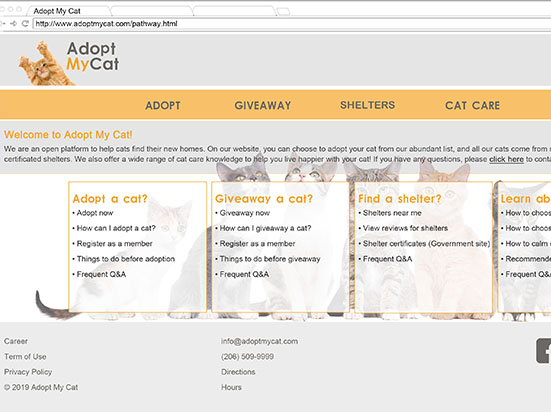 Adopt My Cat
http://www.adoptmycat.com/pathway.html
Adopt
MyCat
ADOPT GIVEAWAY SHELTERS CAT CARE
Welcome to Adopt My Cat!
We are an open platform to help cats find their new homes. On our website, you can choose to adopt your cat from our abundant list, and all our cats come from
certificated shelters. We also offer a wide range of cat care knowledge to help you live happier with your cat! If you have any questions, please click here to conta
Adopt a cat?
• Adopt now
• How can I adopt a cat?
• Register as a member
• Things to do before adoption
• Frequent Q&A
Giveaway a cat?
• Giveaway now
• How can I giveaway a cat?
• Register as a member
• Things to do before giveaway
• Frequent Q&A
Find a shelter?
• Shelters near me
• View reviews for shelters
• Shelter certificates (Government site)
• Frequent Q&A
Learn ab
• How to choos
• How to choos
• How to calm
• Recommende
• Frequent Q&A
Career
Term of Use
Privacy Policy
© 2019 Adopt My Cat
info@adoptmycat.com
(206) 509-9999
Directions
Hours